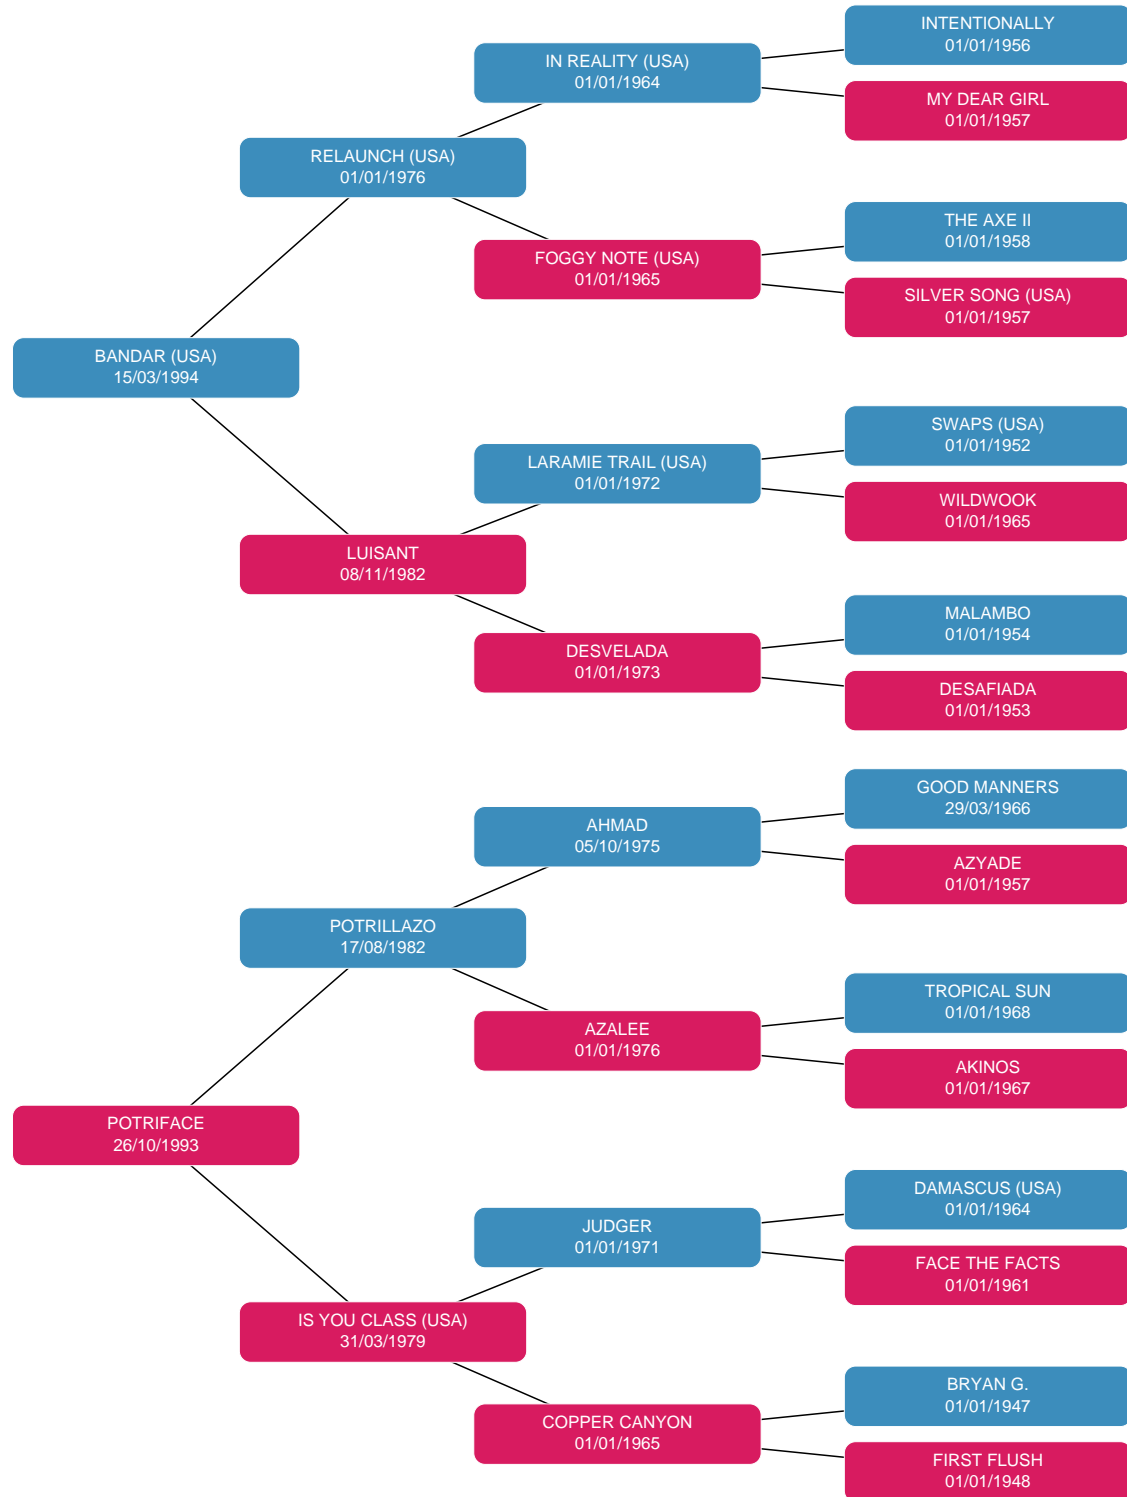 INTENTIONALLY
01/01/1956
IN REALITY (USA)
01/01/1964
MY DEAR GIRL
01/01/1957
RELAUNCH (USA)
01/01/1976
THE AXE II
01/01/1958
FOGGY NOTE (USA)
01/01/1965
SILVER SONG (USA)
01/01/1957
BANDAR (USA)
15/03/1994
SWAPS (USA)
01/01/1952
LARAMIE TRAIL (USA)
01/01/1972
WILDWOOK
01/01/1965
LUISANT
08/11/1982
MALAMBO
01/01/1954
DESVELADA
01/01/1973
DESAFIADA
01/01/1953
GOOD MANNERS
29/03/1966
AHMAD
05/10/1975
AZYADE
01/01/1957
POTRILLAZO
17/08/1982
TROPICAL SUN
01/01/1968
AZALEE
01/01/1976
AKINOS
01/01/1967
POTRIFACE
26/10/1993
DAMASCUS (USA)
01/01/1964
JUDGER
01/01/1971
FACE THE FACTS
01/01/1961
IS YOU CLASS (USA)
31/03/1979
BRYAN G.
01/01/1947
COPPER CANYON
01/01/1965
FIRST FLUSH
01/01/1948